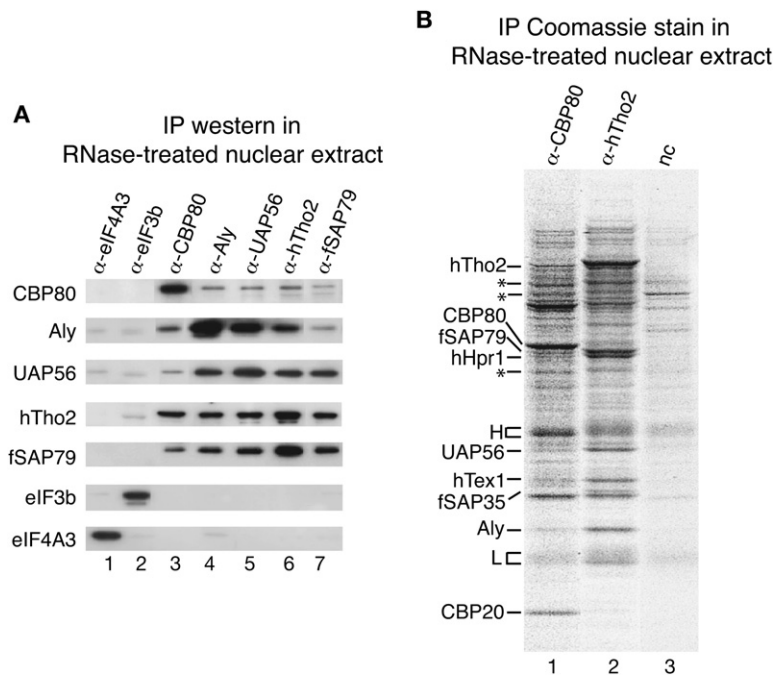 A
IP western in
RNase-treated nuclear extract
α-eIF4A3
α-eIF3b
α-CBP80
α-Aly
α-UAP56
α-hTho2
α-fSAP79
CBP80
Aly
UAP56
hTho2
fSAP79
eIF3b
eIF4A3
1 2 3 4 5 6 7
B
IP Coomassie stain in
RNase-treated nuclear extract
α-CBP80
α-hTho2
nc
hTho2
*
*
CBP80
fSAP79
hHpr1
*
H
UAP56
hTex1
fSAP35
Aly
L
CBP20
1 2 3